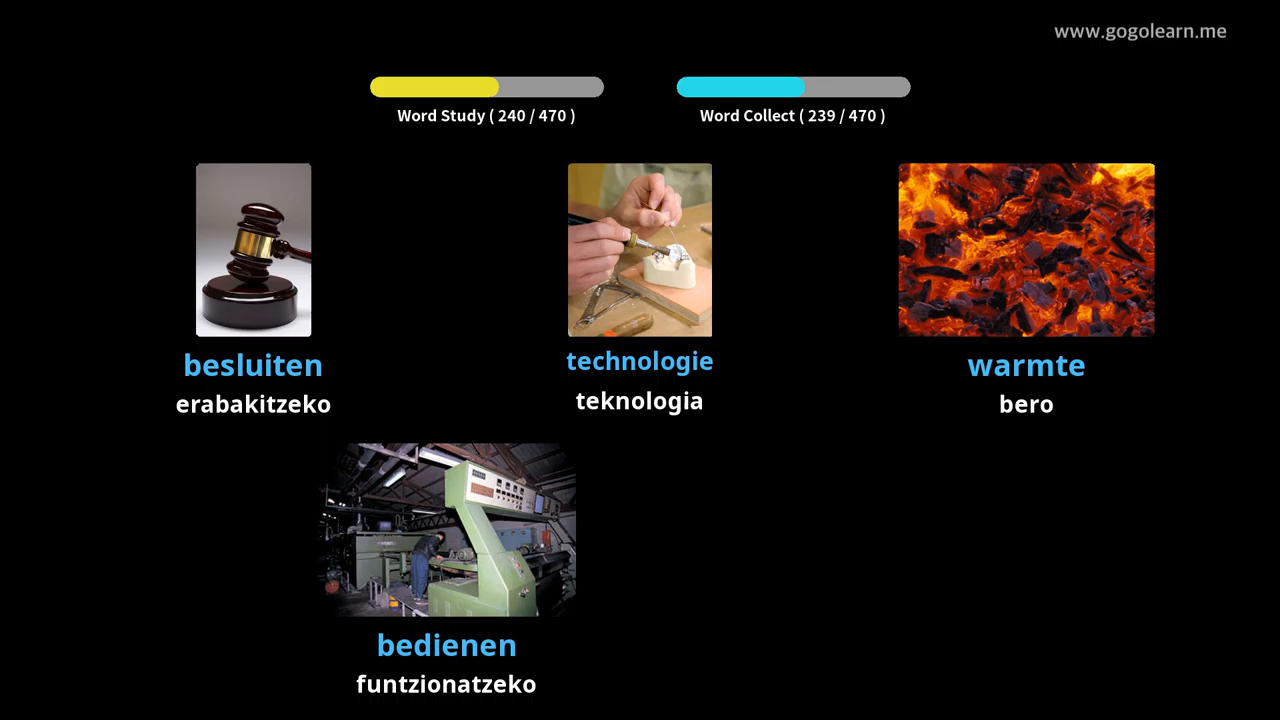 www.gogolearn.me
Word Study ( 240 / 470 )
Word Collect ( 239 / 470 )
besluiten
erabakitzeko
technologie
teknologia
warmte
bero
bedienen
funtzionatzeko